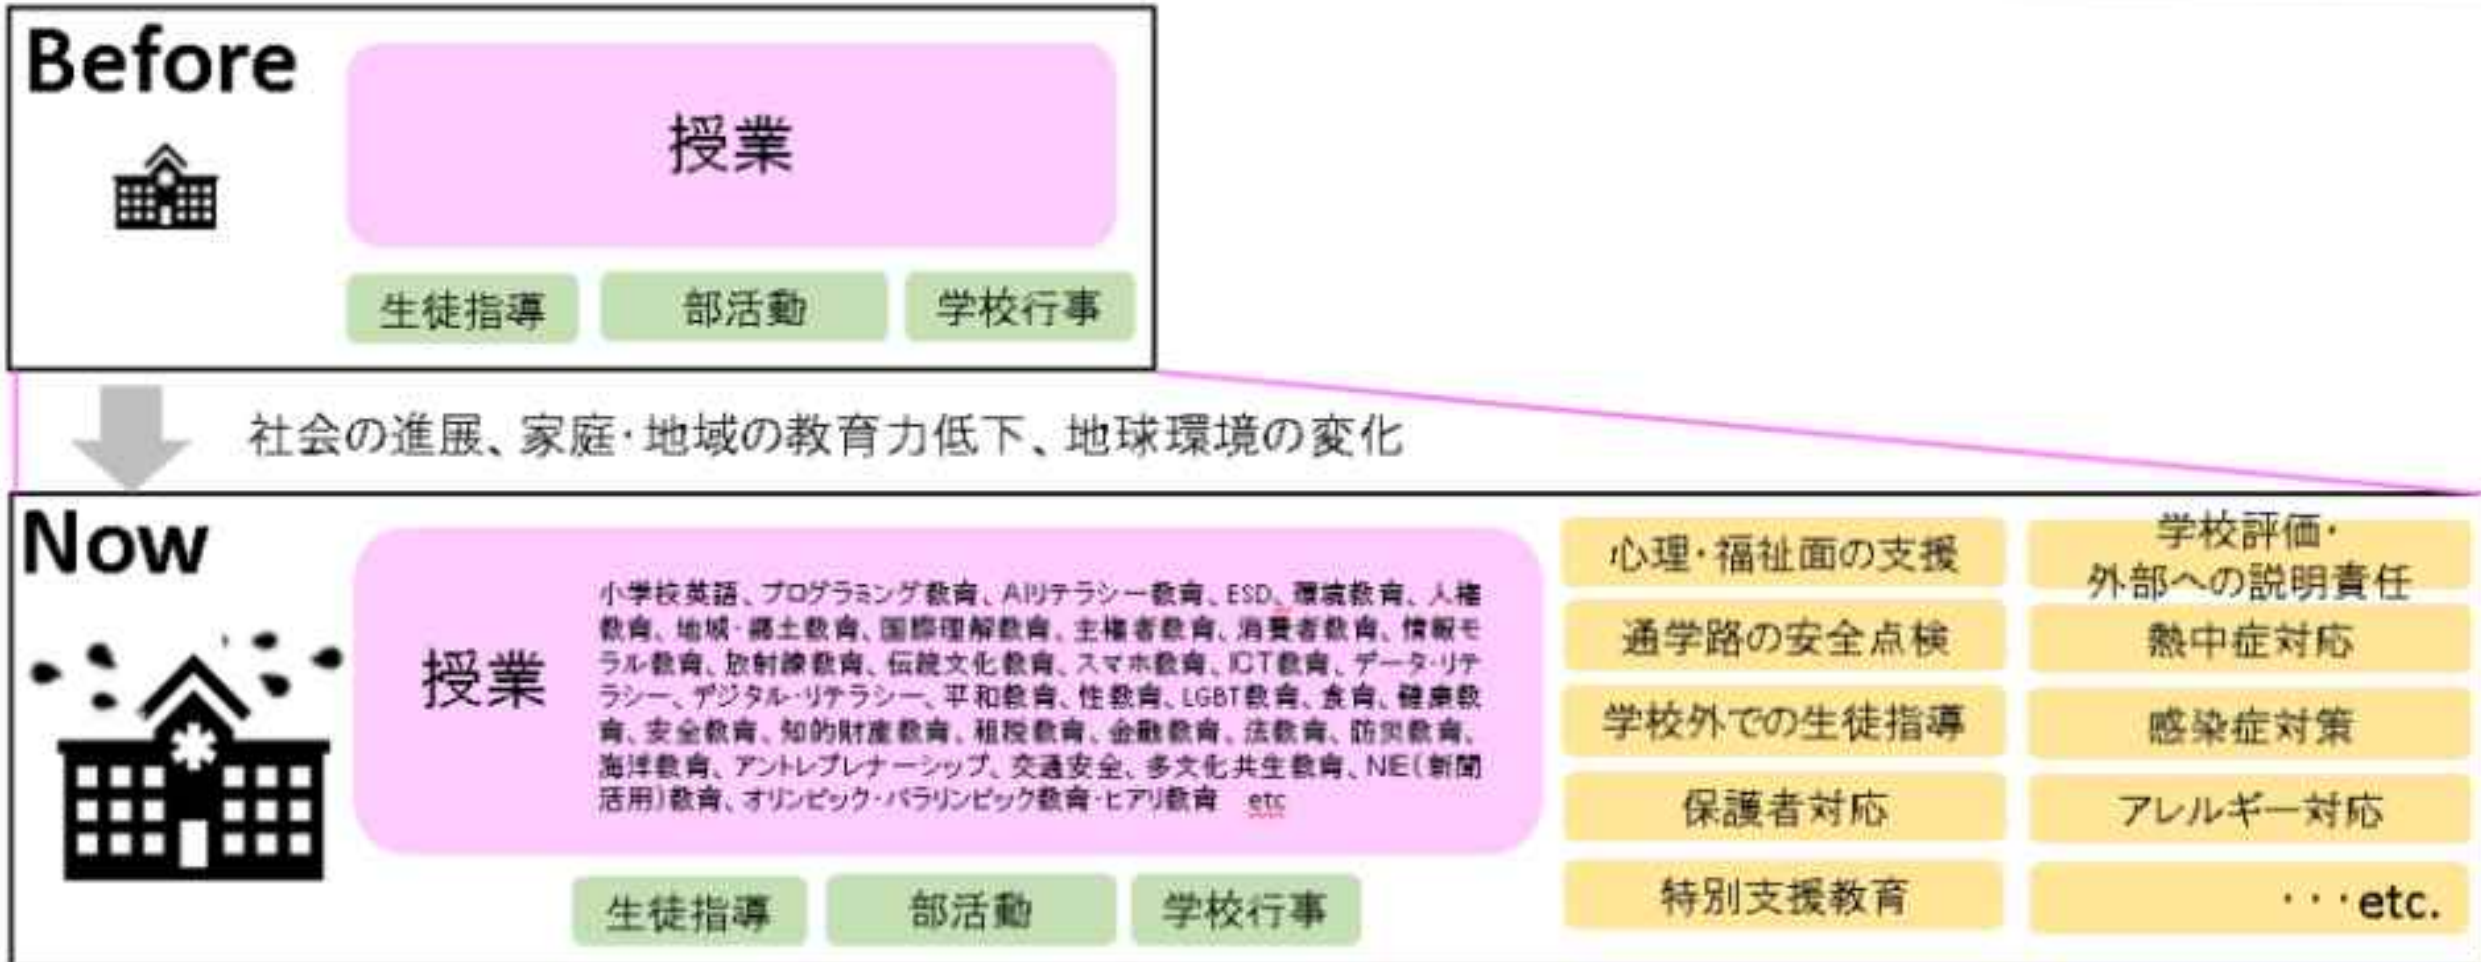 Before
授業
生徒指導
部活動
学校行事
社会の進展、家庭・地域の教育力低下、地球環境の変化
Now
授業
小学校英語、プログラミング教育、AIリテラシー教育、ESD、環境教育、人権
教育、地域・郷土教育、国際理解教育、主権者教育、消費者教育、情報モ
ラル教育、放射線教育、伝統文化教育、スマホ教育、ICT教育、データ・リテ
ラシー、デジタル・リテラシー、平和教育、性教育、LGBT教育、食育、健康教
育、安全教育、知的財産教育、租税教育、金融教育、法教育、防災教育、
海洋教育、アントレプレナーシップ、交通安全、多文化共生教育、NIE(新聞
活用)教育、オリンピック・パラリンピック教育・ヒアリ教育　etc
生徒指導
部活動
学校行事
心理・福祉面の支援
通学路の安全点検
学校外での生徒指導
保護者対応
特別支援教育
学校評価・
外部への説明責任
熱中症対応
感染症対策
アレルギー対応
・・・etc.